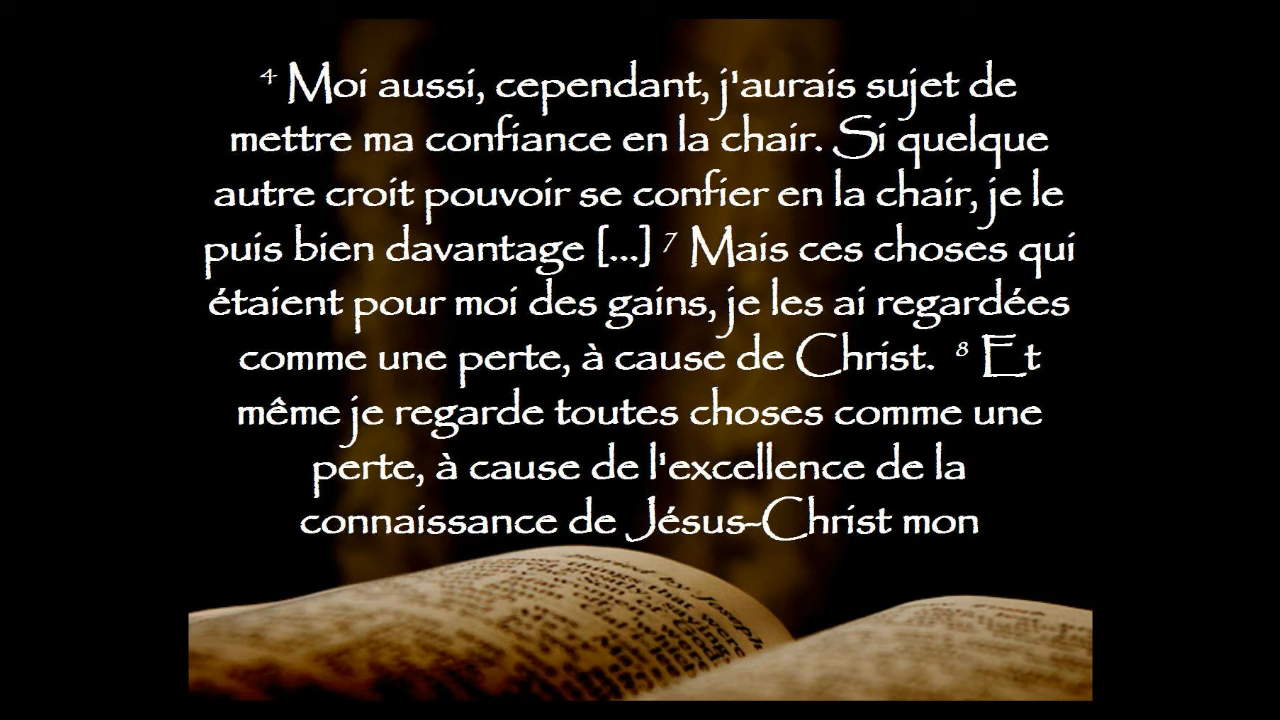 ⁴ Moi aussi, cependant, j'aurais sujet de
mettre ma confiance en la chair. Si quelque
autre croit pouvoir se confier en la chair, je le
puis bien davantage [...] ⁷ Mais ces choses qui
étaient pour moi des gains, je les ai regardées
comme une perte, à cause de Christ. ⁸ Et
même je regarde toutes choses comme une
perte, à cause de l'excellence de la
connaissance de Jésus-Christ mon